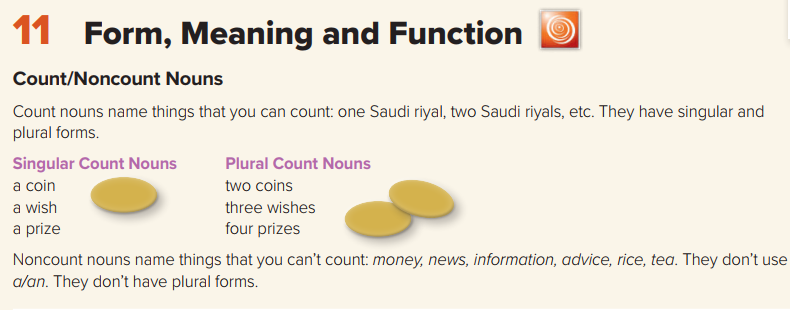 11 Form, Meaning and Function
Count/Noncount Nouns
Count nouns name things that you can count: one Saudi riyal, two Saudi riyals, etc. They have singular and
plural forms.
Singular Count Nouns
a coin
a wish
a prize
Plural Count Nouns
two coins
three wishes
four prizes
Noncount nouns name things that you can’t count: money, news, information, advice, rice, tea. They don’t use
a/an. They don’t have plural forms.